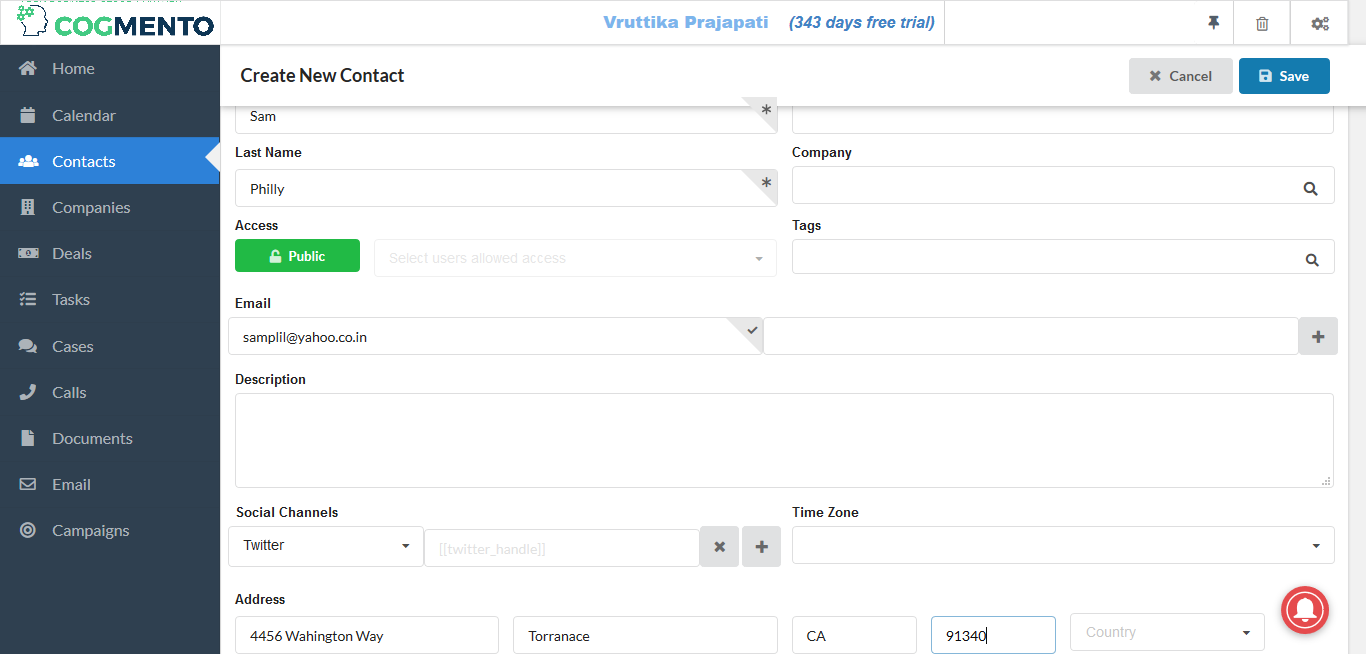 COGMENTO
Vruttika Prajapati (343 days free trial)
Home
Calendar
Contacts
Companies
Deals
Tasks
Cases
Calls
Documents
Email
Campaigns
Create New Contact
Cancel
Save
Sam
Last Name
Company
Philly
Access
Tags
Public
Select users allowed access
Email
samplil@yahoo.co.in
Description
Social Channels
Time Zone
Twitter
[[twitter_handle]]
Address
4456 Wahington Way
Torranace
CA
91340
Country